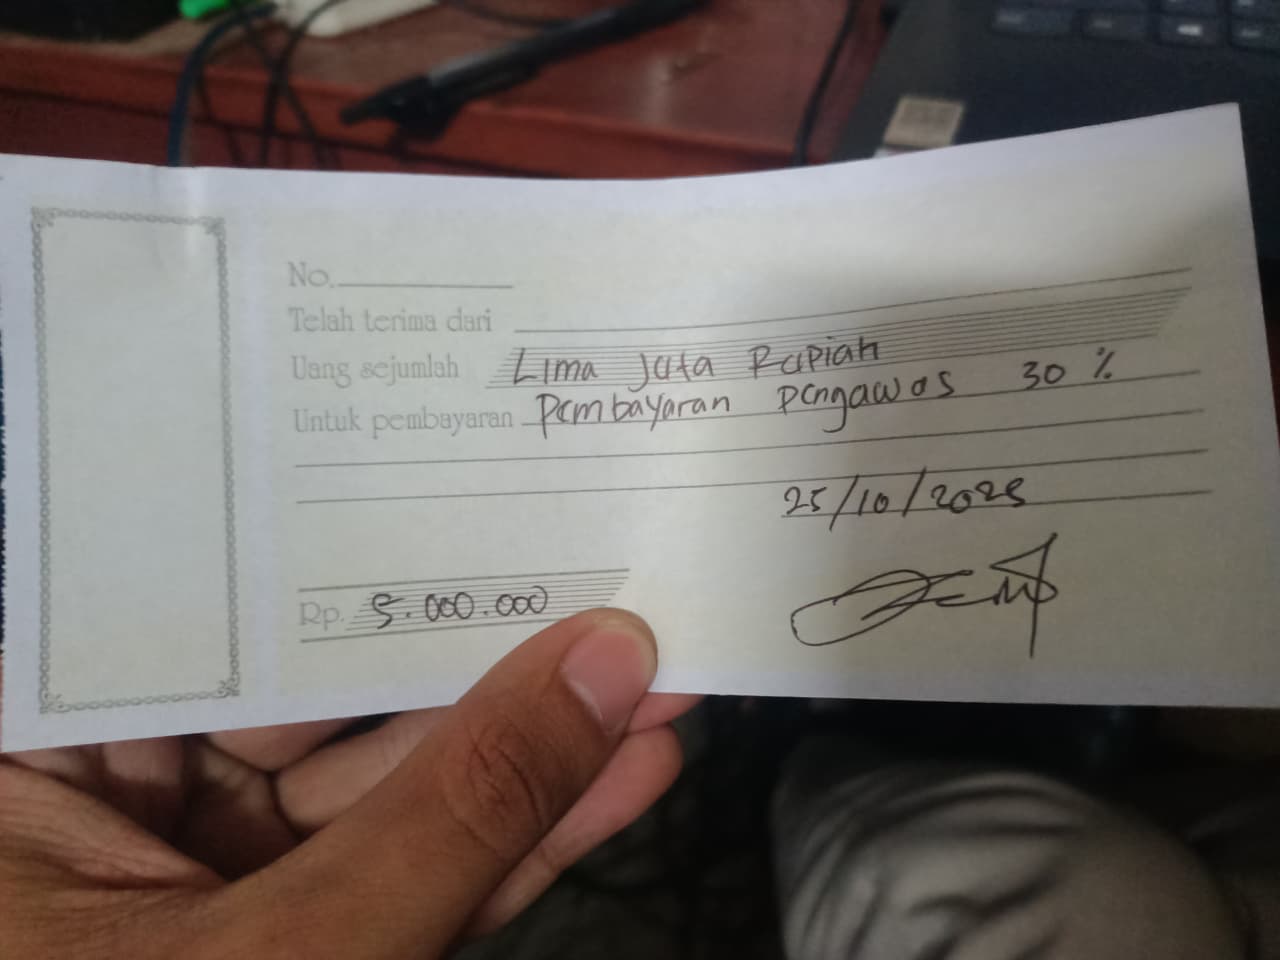 No.
Telah terima dari
Uang sejumlah Lima Juta Rupiah
Untuk pembayaran Pembayaran Pengawas 30 %
25/10/2025
Rp. 5.000.000